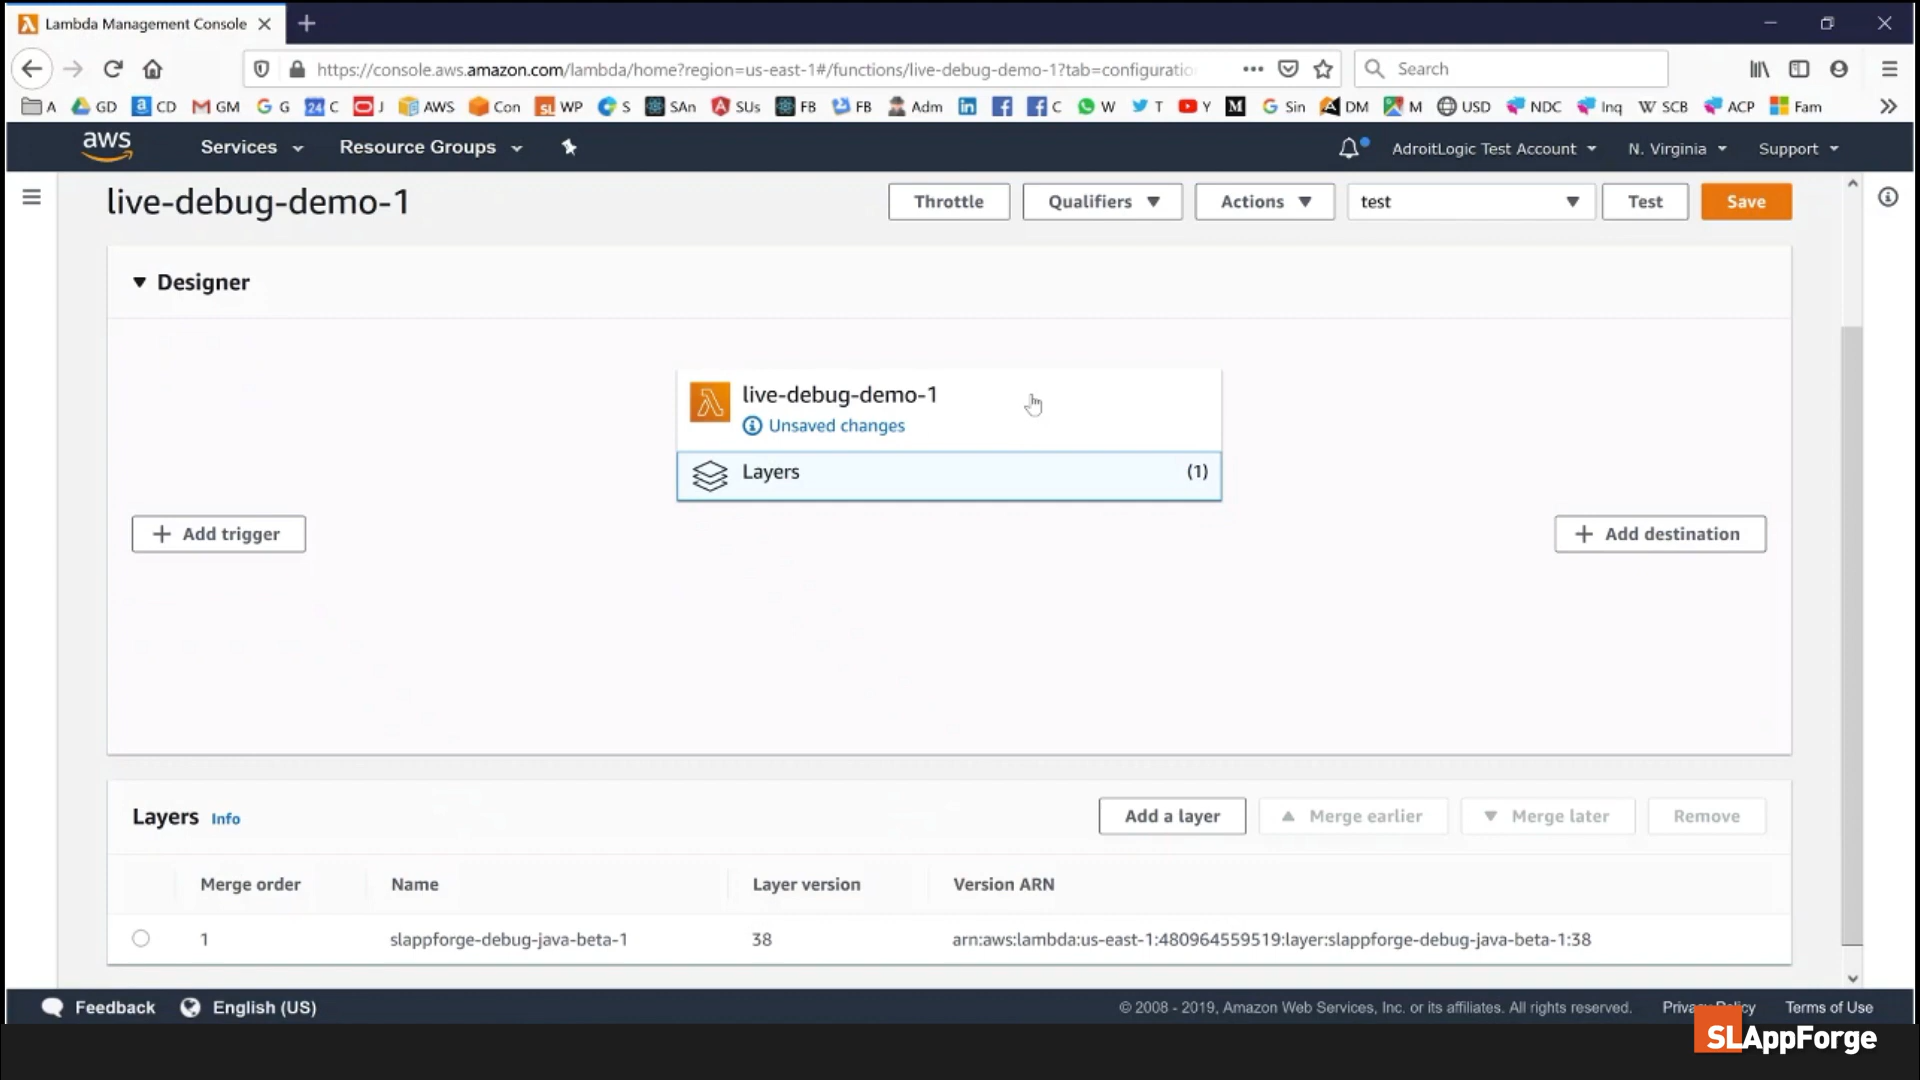 Lambda Management Console
https://console.aws.amazon.com/lambda/home?region=us-east-1#/functions/live-debug-demo-1?tab=configuratio
Search
A GD CD GM G 24 C J AWS Con WP S SAn SUs FB FB Adm C W T Y M Sin DM M USD NDC Inq SCB ACP Fam
aws Services Resource Groups AdroitLogic Test Account N. Virginia Support
live-debug-demo-1 Throttle Qualifiers Actions test Test Save
Designer
live-debug-demo-1
Unsaved changes
Layers (1)
Add trigger Add destination
Layers Info Add a layer Merge earlier Merge later Remove
Merge order Name Layer version Version ARN
1 slappforge-debug-java-beta-1 38 arn:aws:lambda:us-east-1:480964559519:layer:slappforge-debug-java-beta-1:38
Feedback English (US) © 2008 - 2019, Amazon Web Services, Inc. or its affiliates. All rights reserved. Privacy Policy Terms of Use
SLAppForge